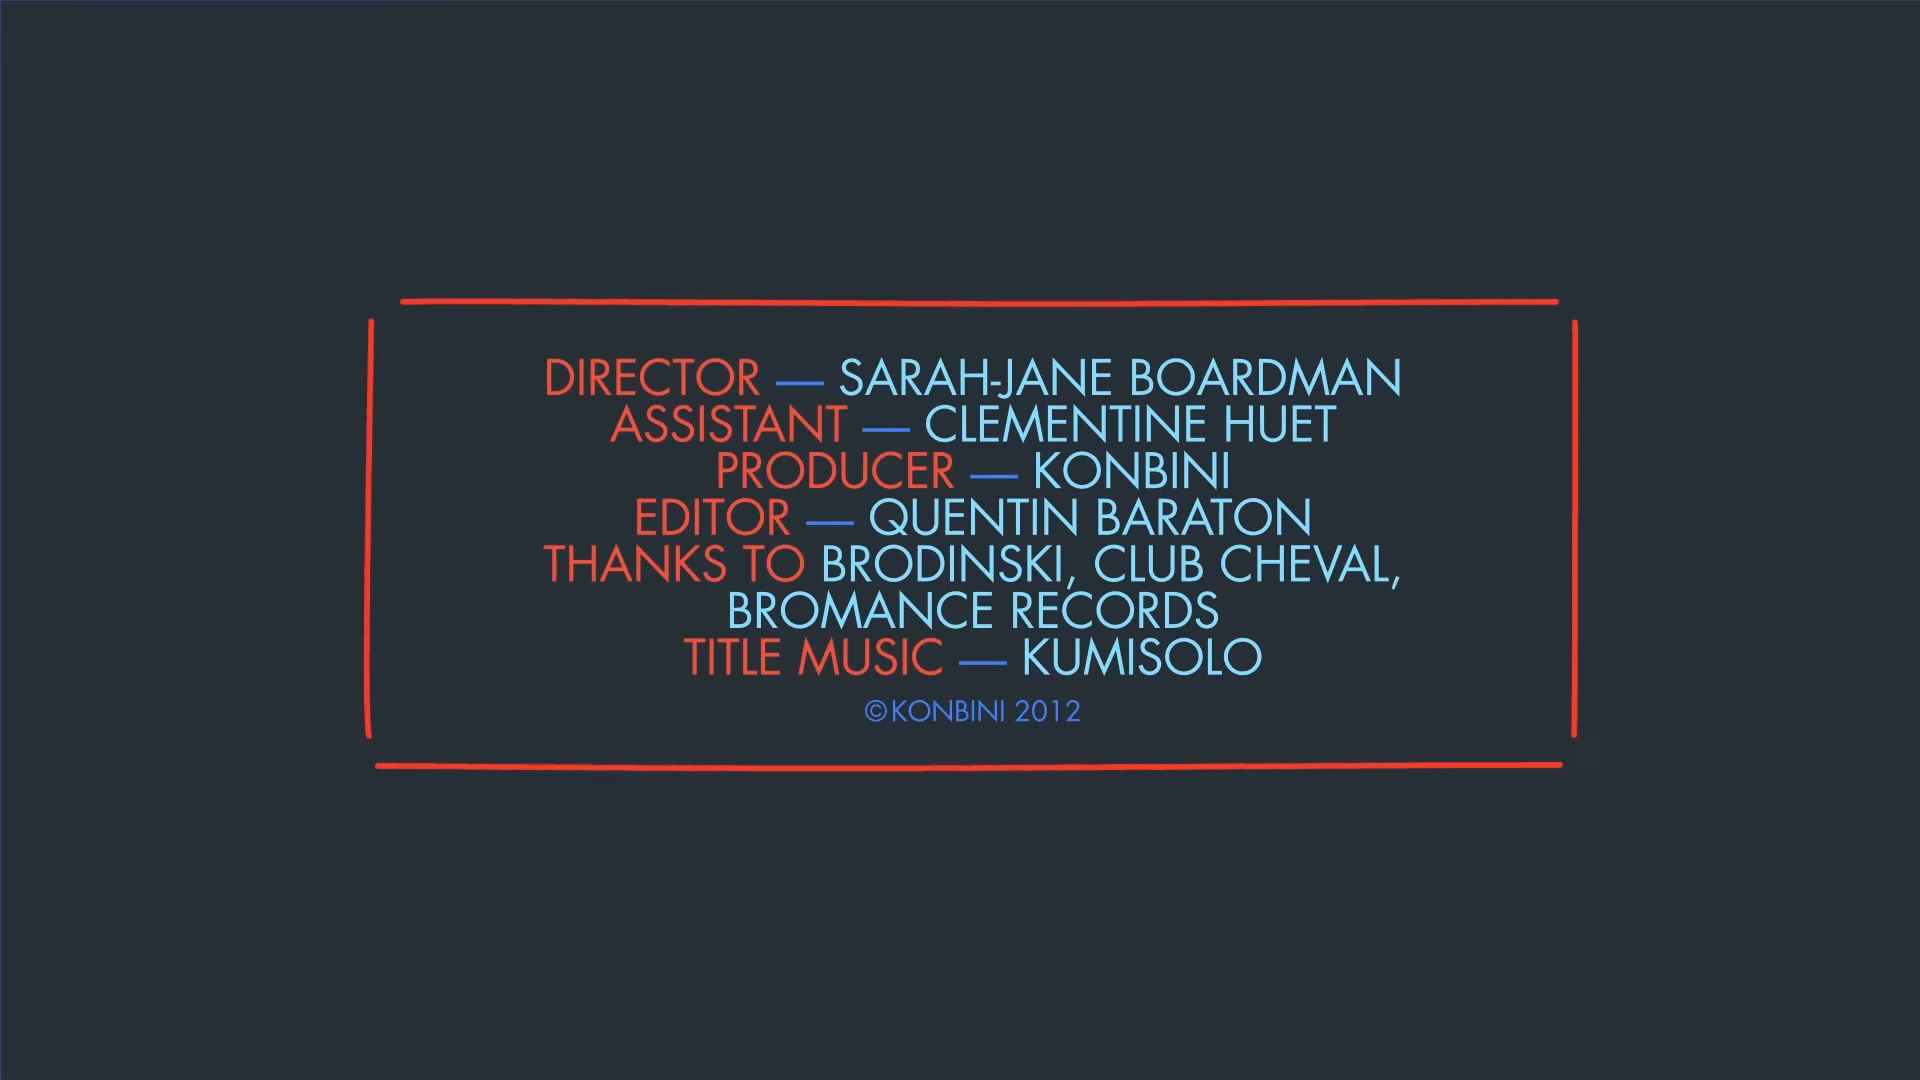 DIRECTOR — SARAH-JANE BOARDMAN
ASSISTANT — CLEMENTINE HUET
PRODUCER — KONBINI
EDITOR — QUENTIN BARATON
THANKS TO BRODINSKI, CLUB CHEVAL,
BROMANCE RECORDS
TITLE MUSIC — KUMISOLO
©KONBINI 2012